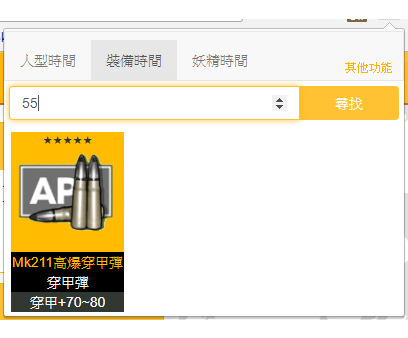 人型時間
裝備時間
妖精時間
其他功能
55
尋找
★★★★★
AP
Mk211高爆穿甲彈
穿甲彈
穿甲+70~80